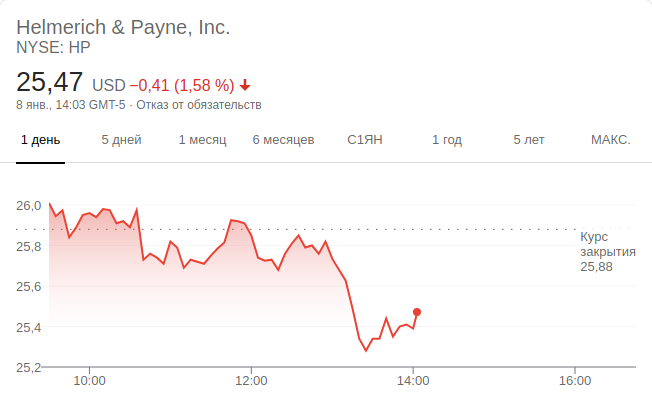 Helmerich & Payne, Inc.
NYSE: HP
25,47 USD −0,41 (1,58 %)
8 янв., 14:03 GMT-5 · Отказ от обязательств
1 день 5 дней 1 месяц 6 месяцев С1ЯН 1 год 5 лет МАКС.
26,0
25,8
25,6
25,4
25,2
Курс
закрытия
25,88
10:00 12:00 14:00 16:00